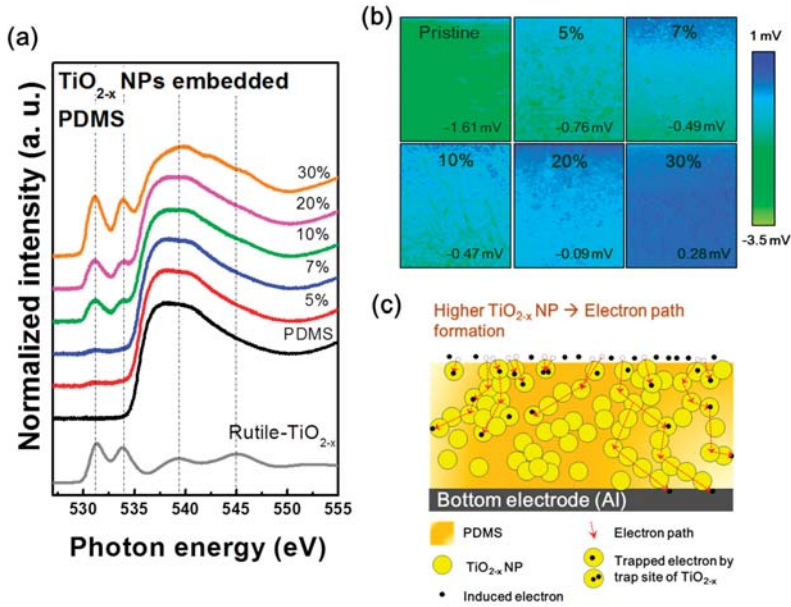 (a)
TiO2-x NPs embedded
PDMS
30%
20%
10%
7%
5%
PDMS
Rutile-TiO2-x
530 535 540 545 550 555
Photon energy (eV)
Normalized intensity (a. u.)
(b)
Pristine
-1.61 mV
5%
-0.76 mV
7%
-0.49 mV
10%
-0.47 mV
20%
-0.09 mV
30%
0.28 mV
1 mV
-3.5 mV
(c)
Higher TiO2-x NP → Electron path
formation
Bottom electrode (Al)
PDMS
TiO2-x NP
Induced electron
Electron path
Trapped electron by
trap site of TiO2-x